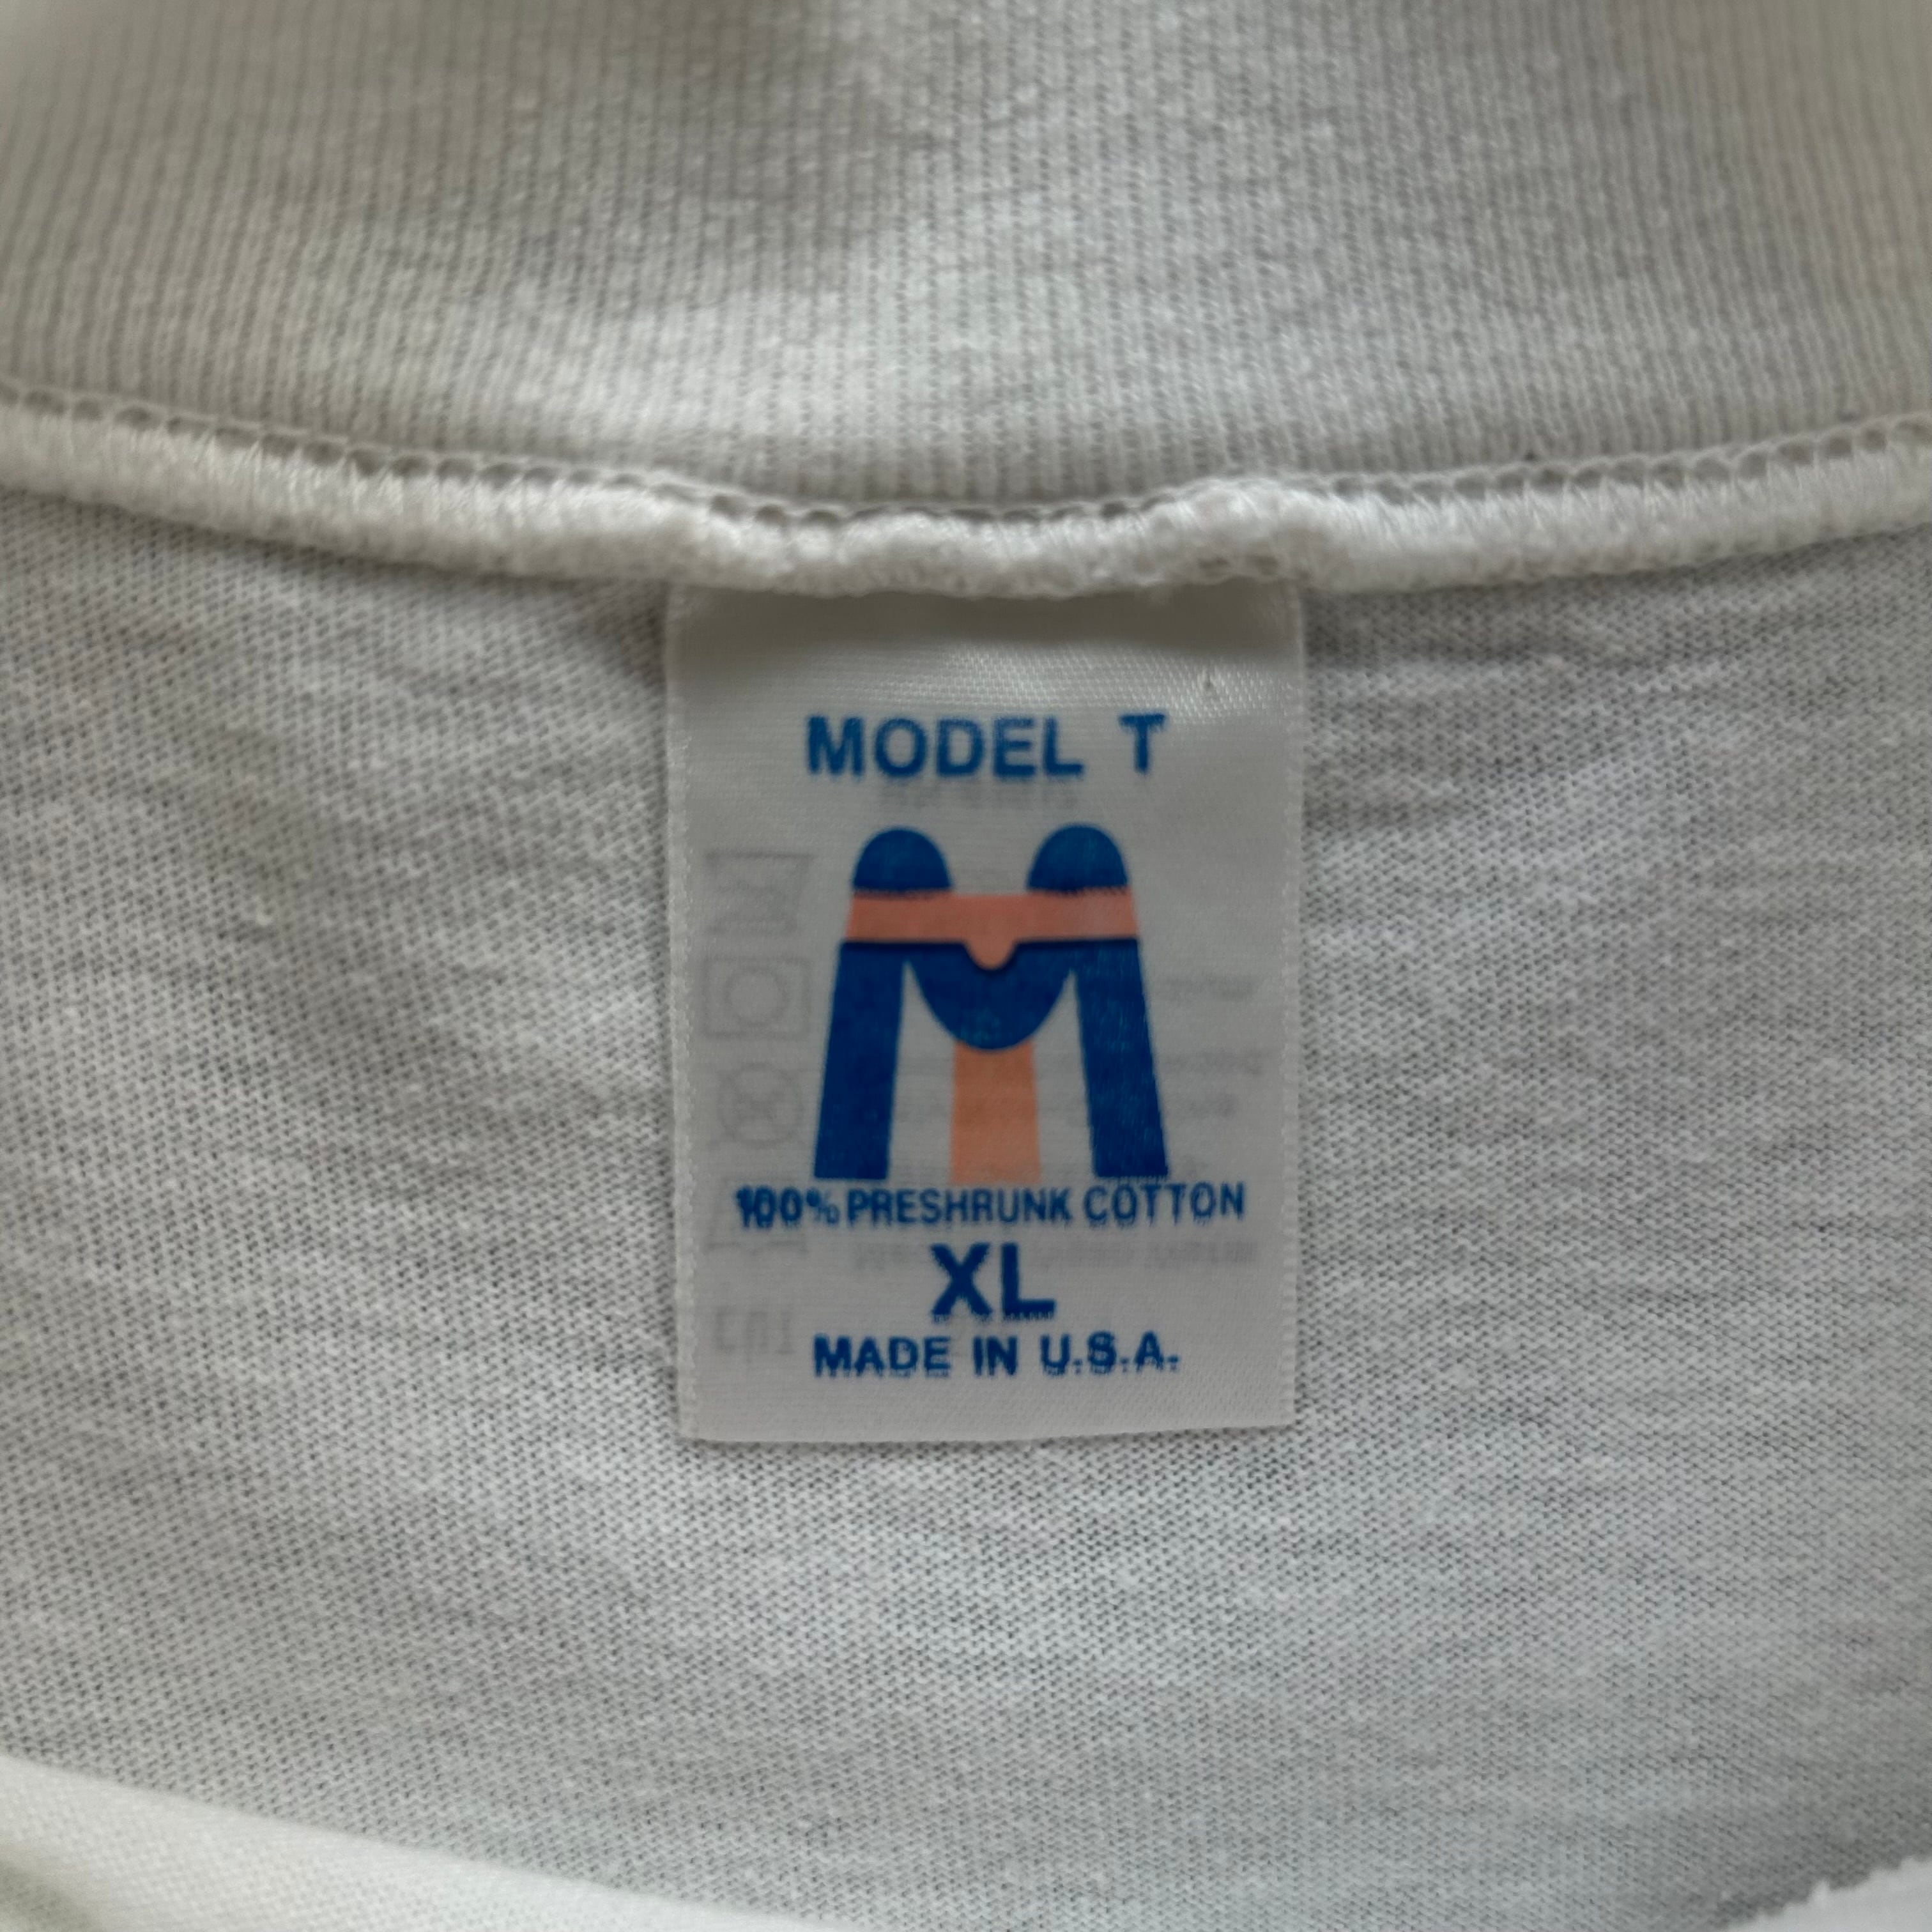 MODEL T
100% PRESHRUNK COTTON
XL
MADE IN U.S.A.